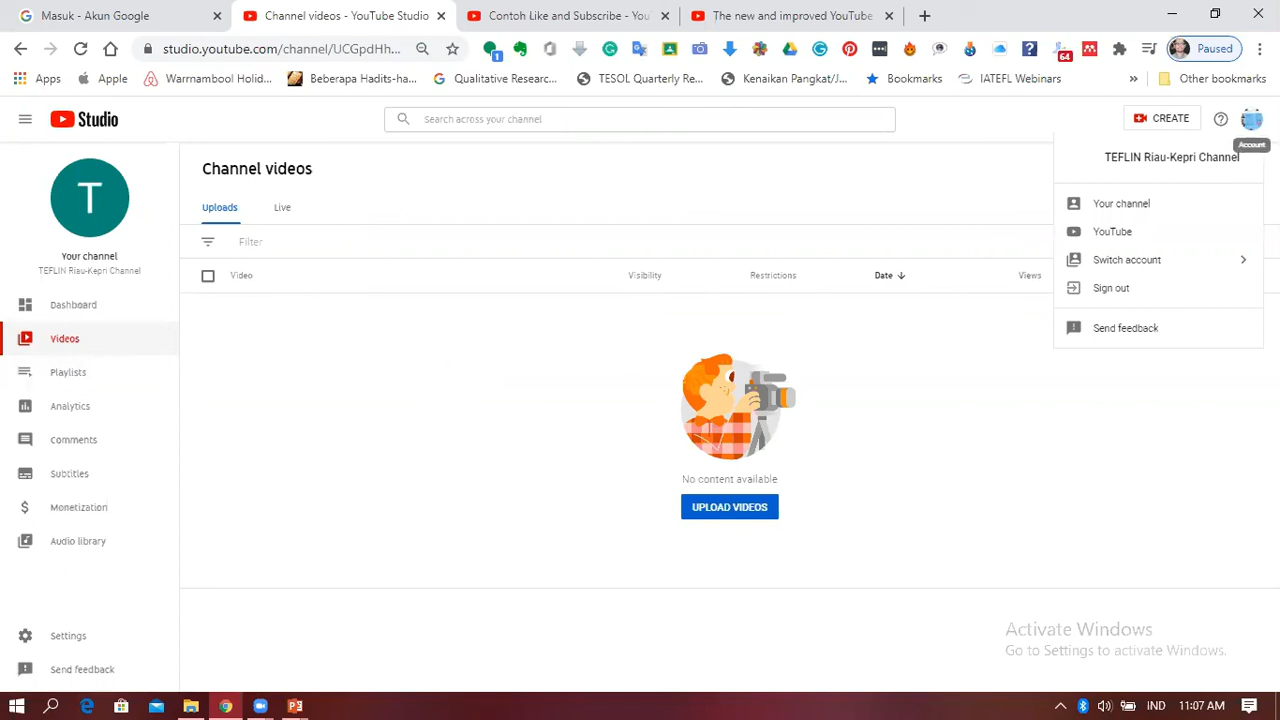 Masuk - Akun Google
Channel videos - YouTube Studio
Contoh Like and Subscribe - You
The new and improved YouTube
studio.youtube.com/channel/UCGpdHh...
1
64
Paused
Apps
Apple
Warrnambool Holid...
Beberapa Hadits-ha...
Qualitative Researc...
TESOL Quarterly Re...
Kenaikan Pangkat/J...
Bookmarks
IATEFL Webinars
»
Other bookmarks
Studio
Search across your channel
CREATE
Account
TEFLIN Riau-Kepri Channel
Your channel
YouTube
Switch account
Sign out
Send feedback
T
Your channel
TEFLIN Riau-Kepri Channel
Dashboard
Videos
Playlists
Analytics
Comments
Subtitles
Monetization
Audio library
Settings
Send feedback
Channel videos
Uploads
Live
Filter
Video
Visibility
Restrictions
Date
Views
No content available
UPLOAD VIDEOS
Activate Windows
Go to Settings to activate Windows.
IND
11:07 AM